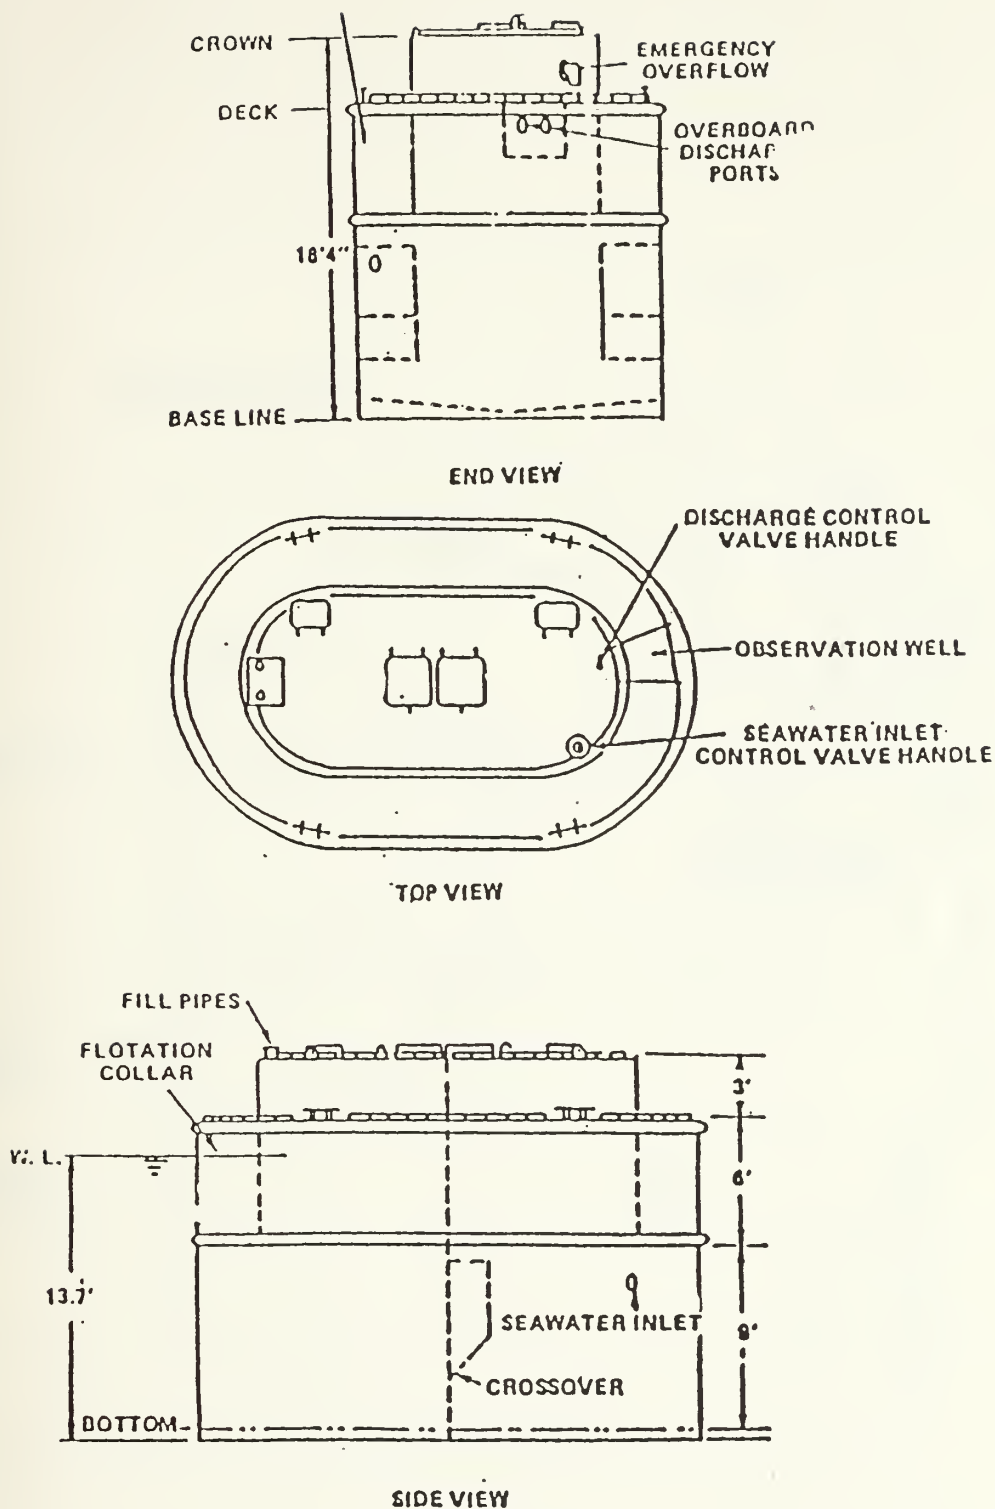 CROWN
EMERGENCY
OVERFLOW
DECK
OVERBOARD
PORTS
18'4"
BASE LINE
END VIEW
DISCHARGE CONTROL
VALVE HANDLE
OBSERVATION WELL
SEAWATER INLET
CONTROL VALVE HANDLE
TOP VIEW
FILL PIPES
FLOTATION
COLLAR
3'
W. L.
6'
13.7'
SEAWATER INLET
CROSSOVER
BOTTOM
SIDE VIEW